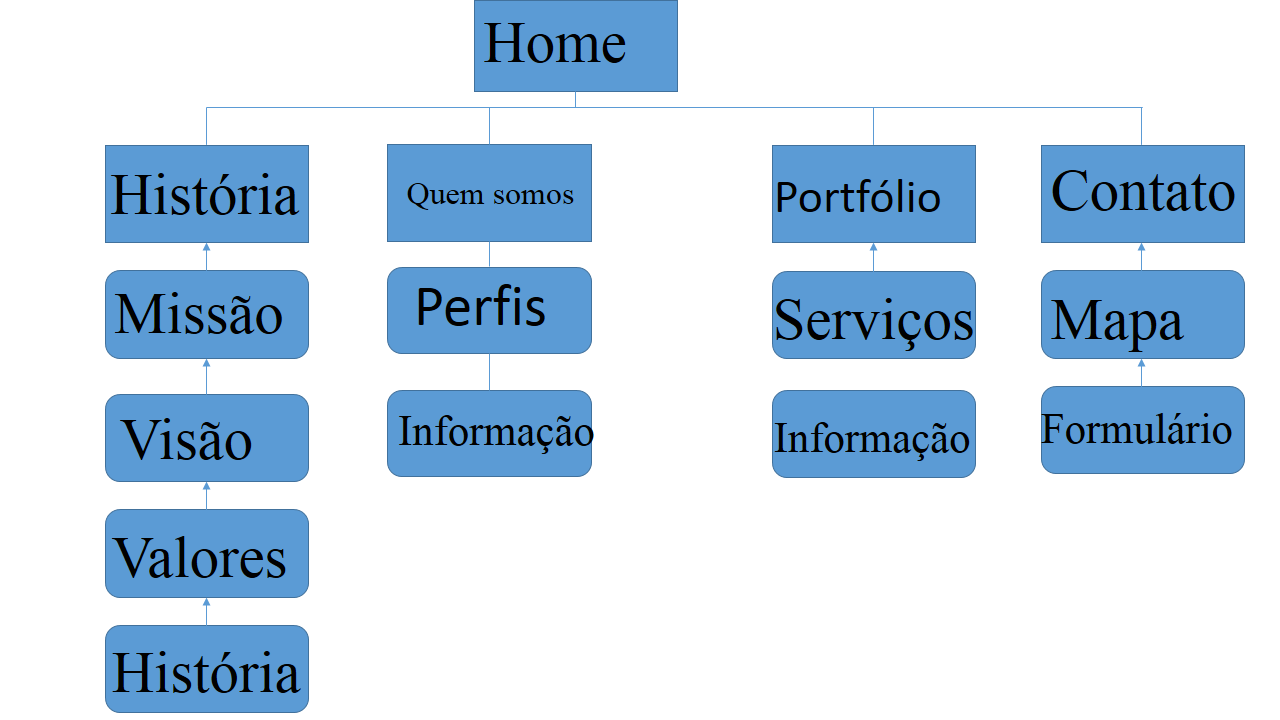 Home
História
Quem somos
Portfólio
Contato
Missão
Perfis
Serviços
Mapa
Visão
Informação
Informação
Formulário
Valores
História